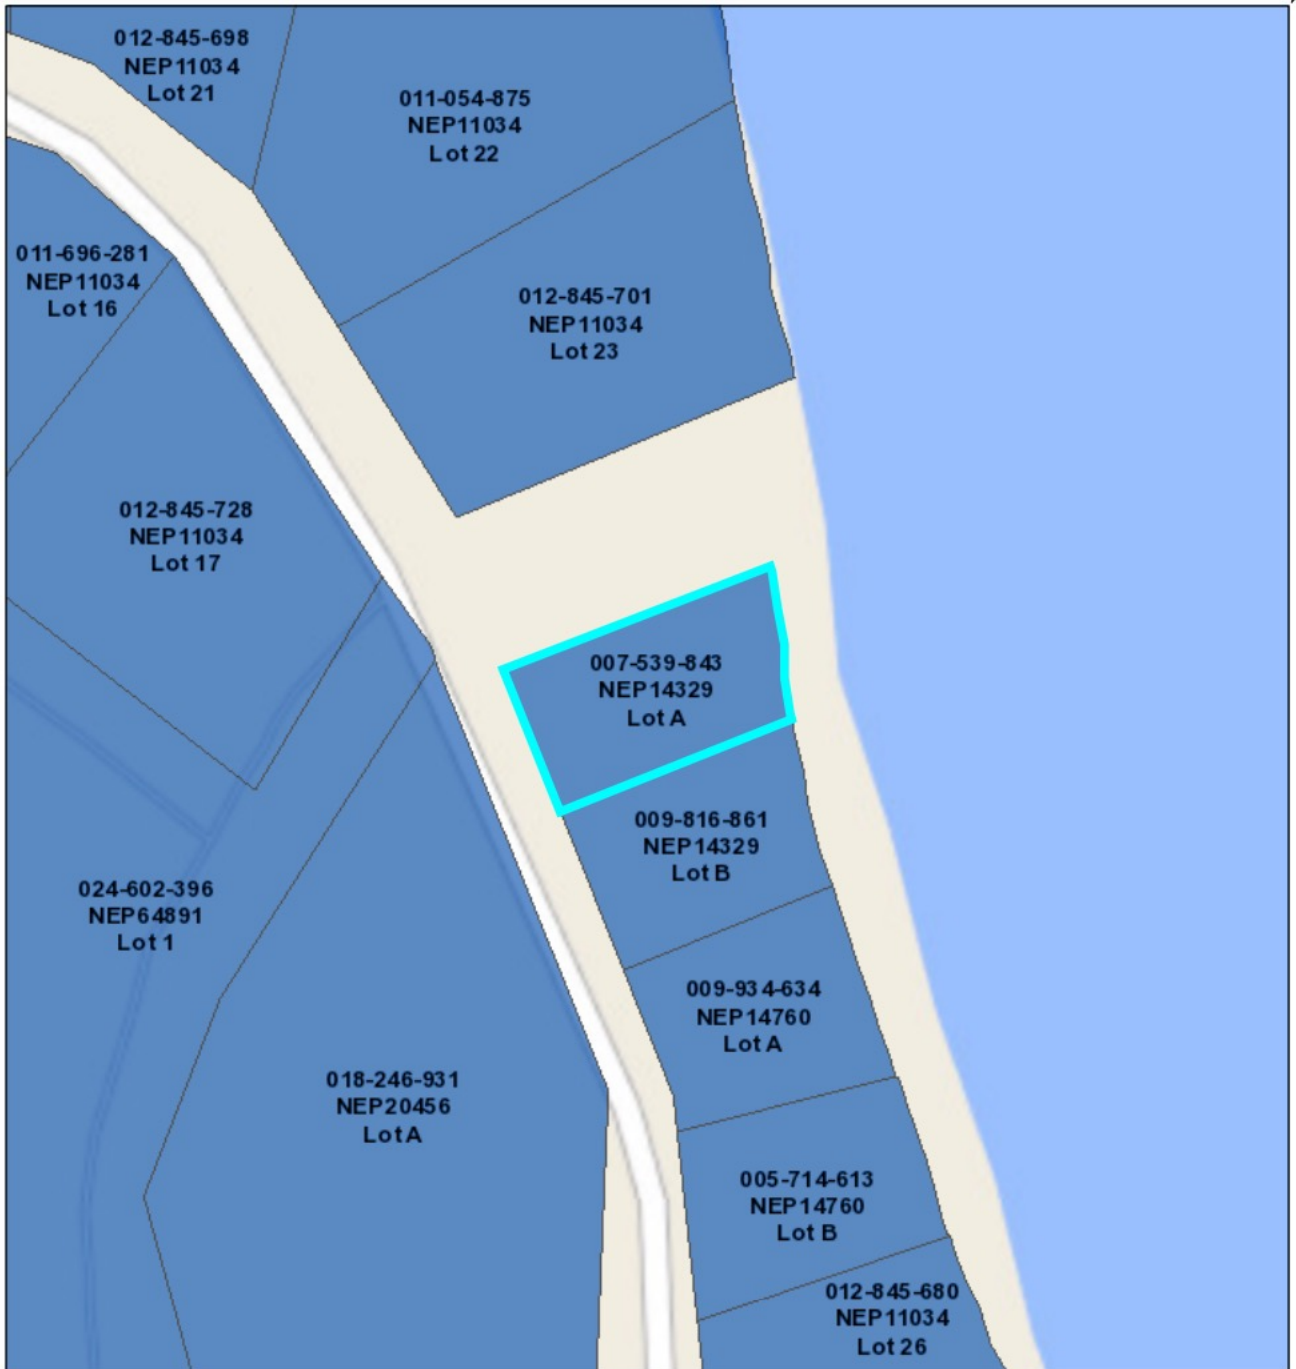 012-845-698
NEP11034
Lot 21
011-054-875
NEP11034
Lot 22
011-696-281
NEP11034
Lot 16
012-845-701
NEP11034
Lot 23
012-845-728
NEP11034
Lot 17
007-539-843
NEP14329
Lot A
009-816-861
NEP14329
Lot B
024-602-396
NEP64891
Lot 1
009-934-634
NEP14760
Lot A
018-246-931
NEP20456
Lot A
005-714-613
NEP14760
Lot B
012-845-680
NEP11034
Lot 26